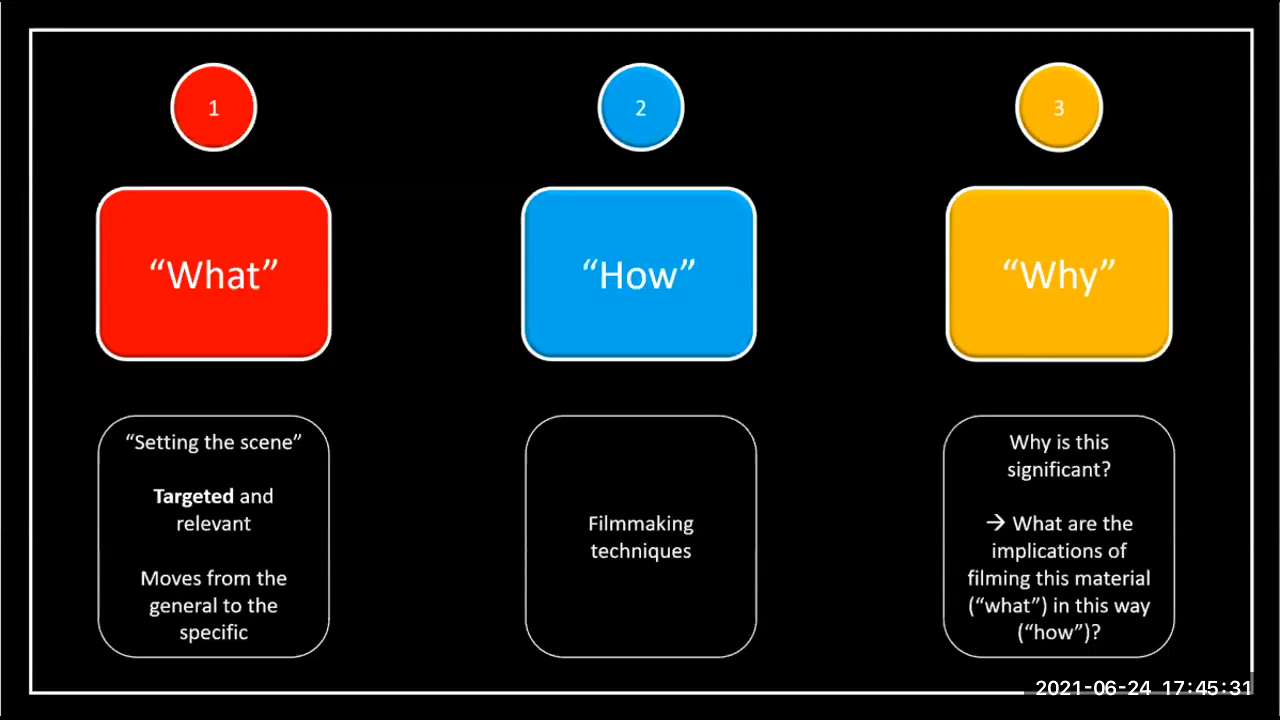 1
2
3
“What”
“How”
“Why”
“Setting the scene”
Targeted and
relevant
Moves from the
general to the
specific
Filmmaking
techniques
Why is this
significant?
→ What are the
implications of
filming this material
(“what”) in this way
(“how”)?
2021-06-24 17:45:31